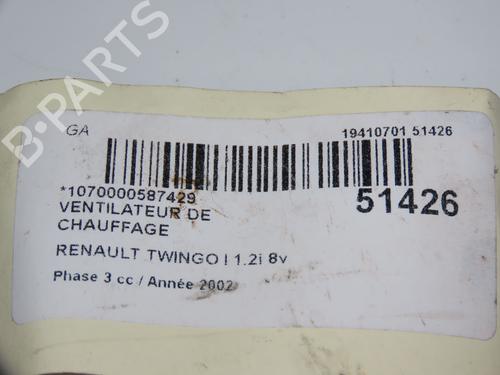 B-PARTS
GA
19410701 51426
*1070000587429
51426
VENTILATEUR DE
CHAUFFAGE
RENAULT TWINGO I 1.2i 8v
Phase 3 cc / Année 2002